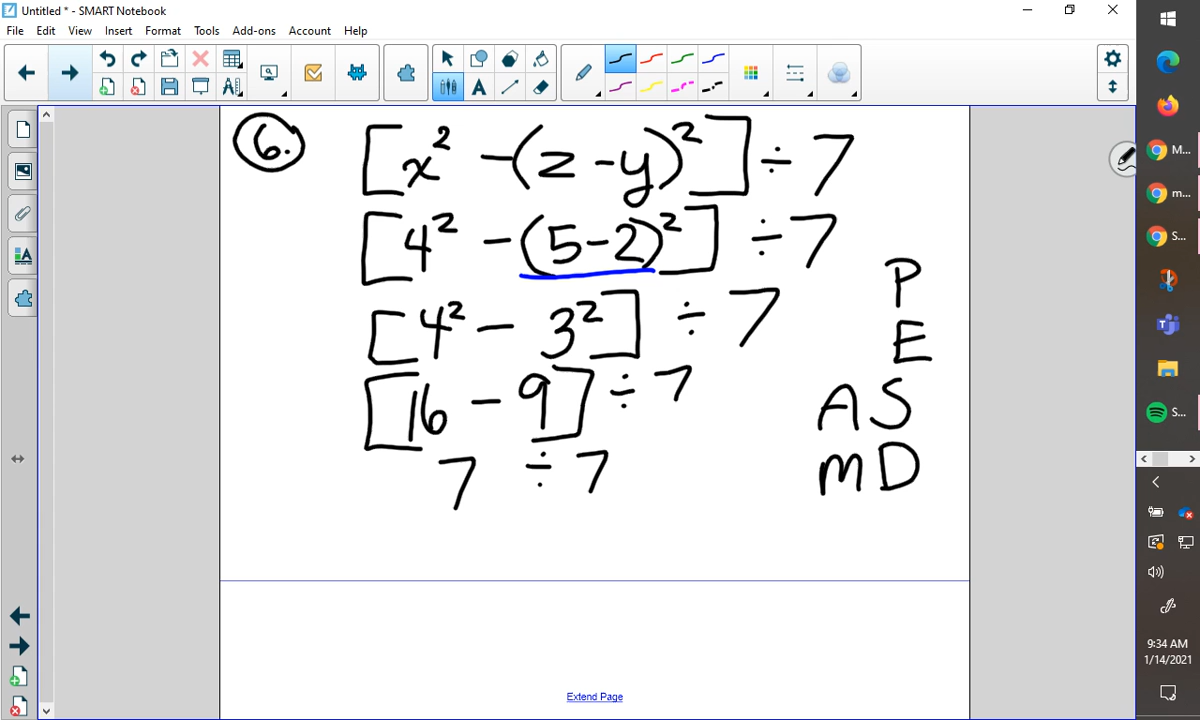 Untitled * - SMART Notebook
File Edit View Insert Format Tools Add-ons Account Help
6.
[x² - (z - y)²] ÷ 7
[4² - (5 - 2)²] ÷ 7
[4² - 3²] ÷ 7
[16 - 9] ÷ 7
7 ÷ 7
P
E
A S
M D
Extend Page
M...
m...
S...
S...
9:34 AM
1/14/2021